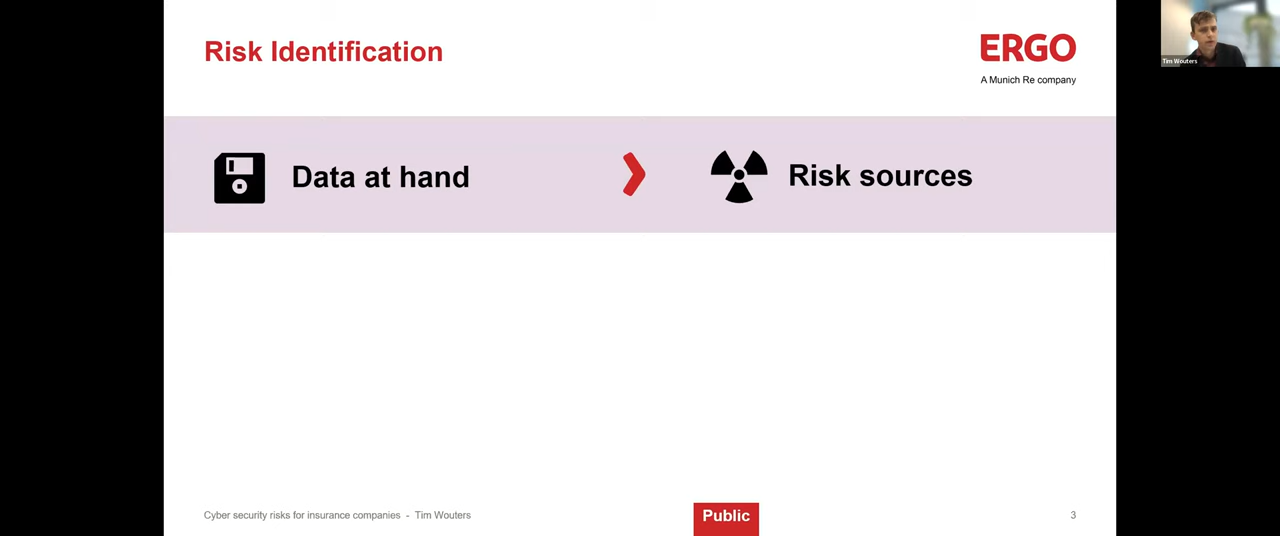 Risk Identification
ERGO
A Munich Re company
Tim Wouters
Data at hand
Risk sources
Cyber security risks for insurance companies - Tim Wouters
Public
3